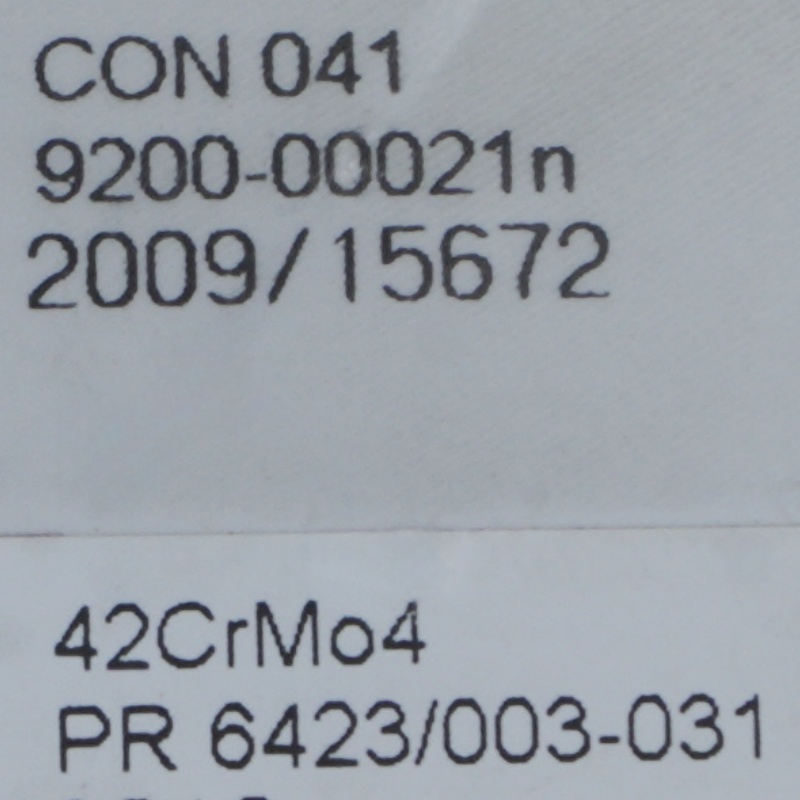 CON 041
9200-00021n
2009/15672
42CrMo4
PR 6423/003-031